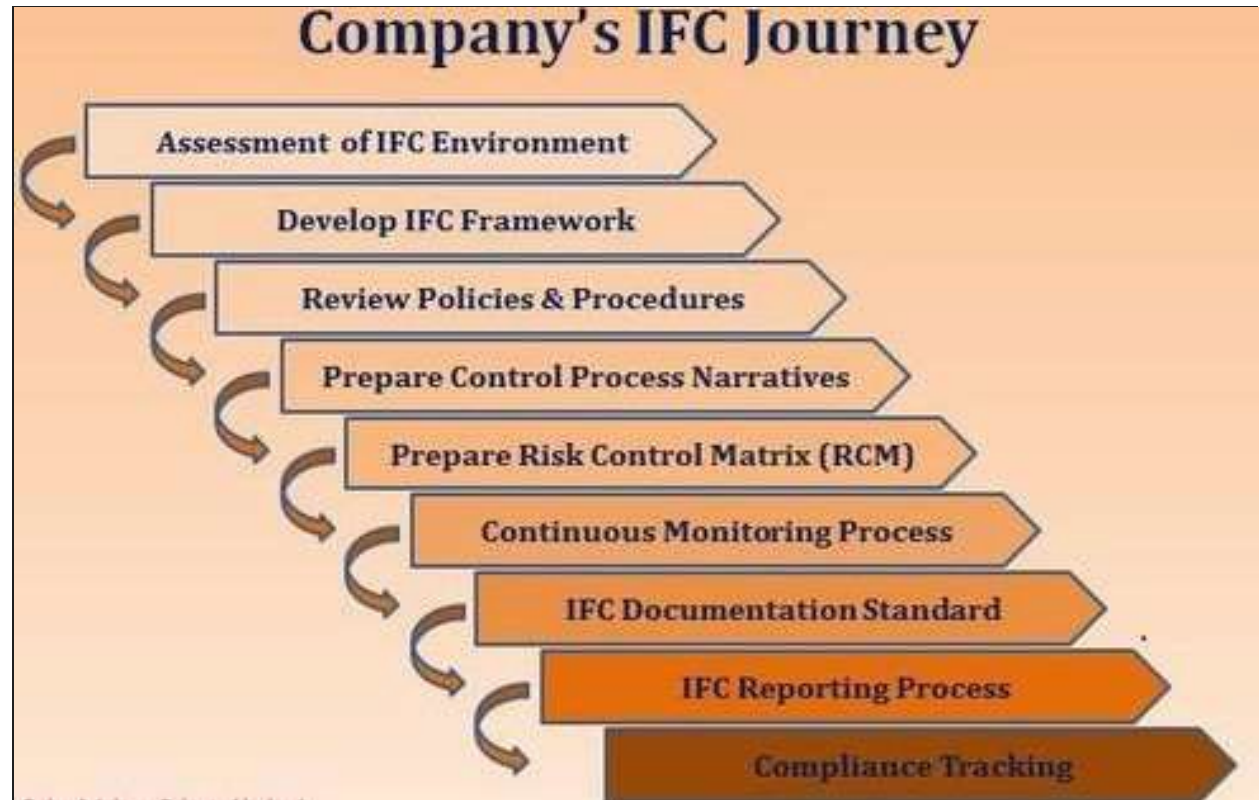 Company's IFC Journey
Assessment of IFC Environment
Develop IFC Framework
Review Policies & Procedures
Prepare Control Process Narratives
Prepare Risk Control Matrix (RCM)
Continuous Monitoring Process
IFC Documentation Standard
IFC Reporting Process
Compliance Tracking